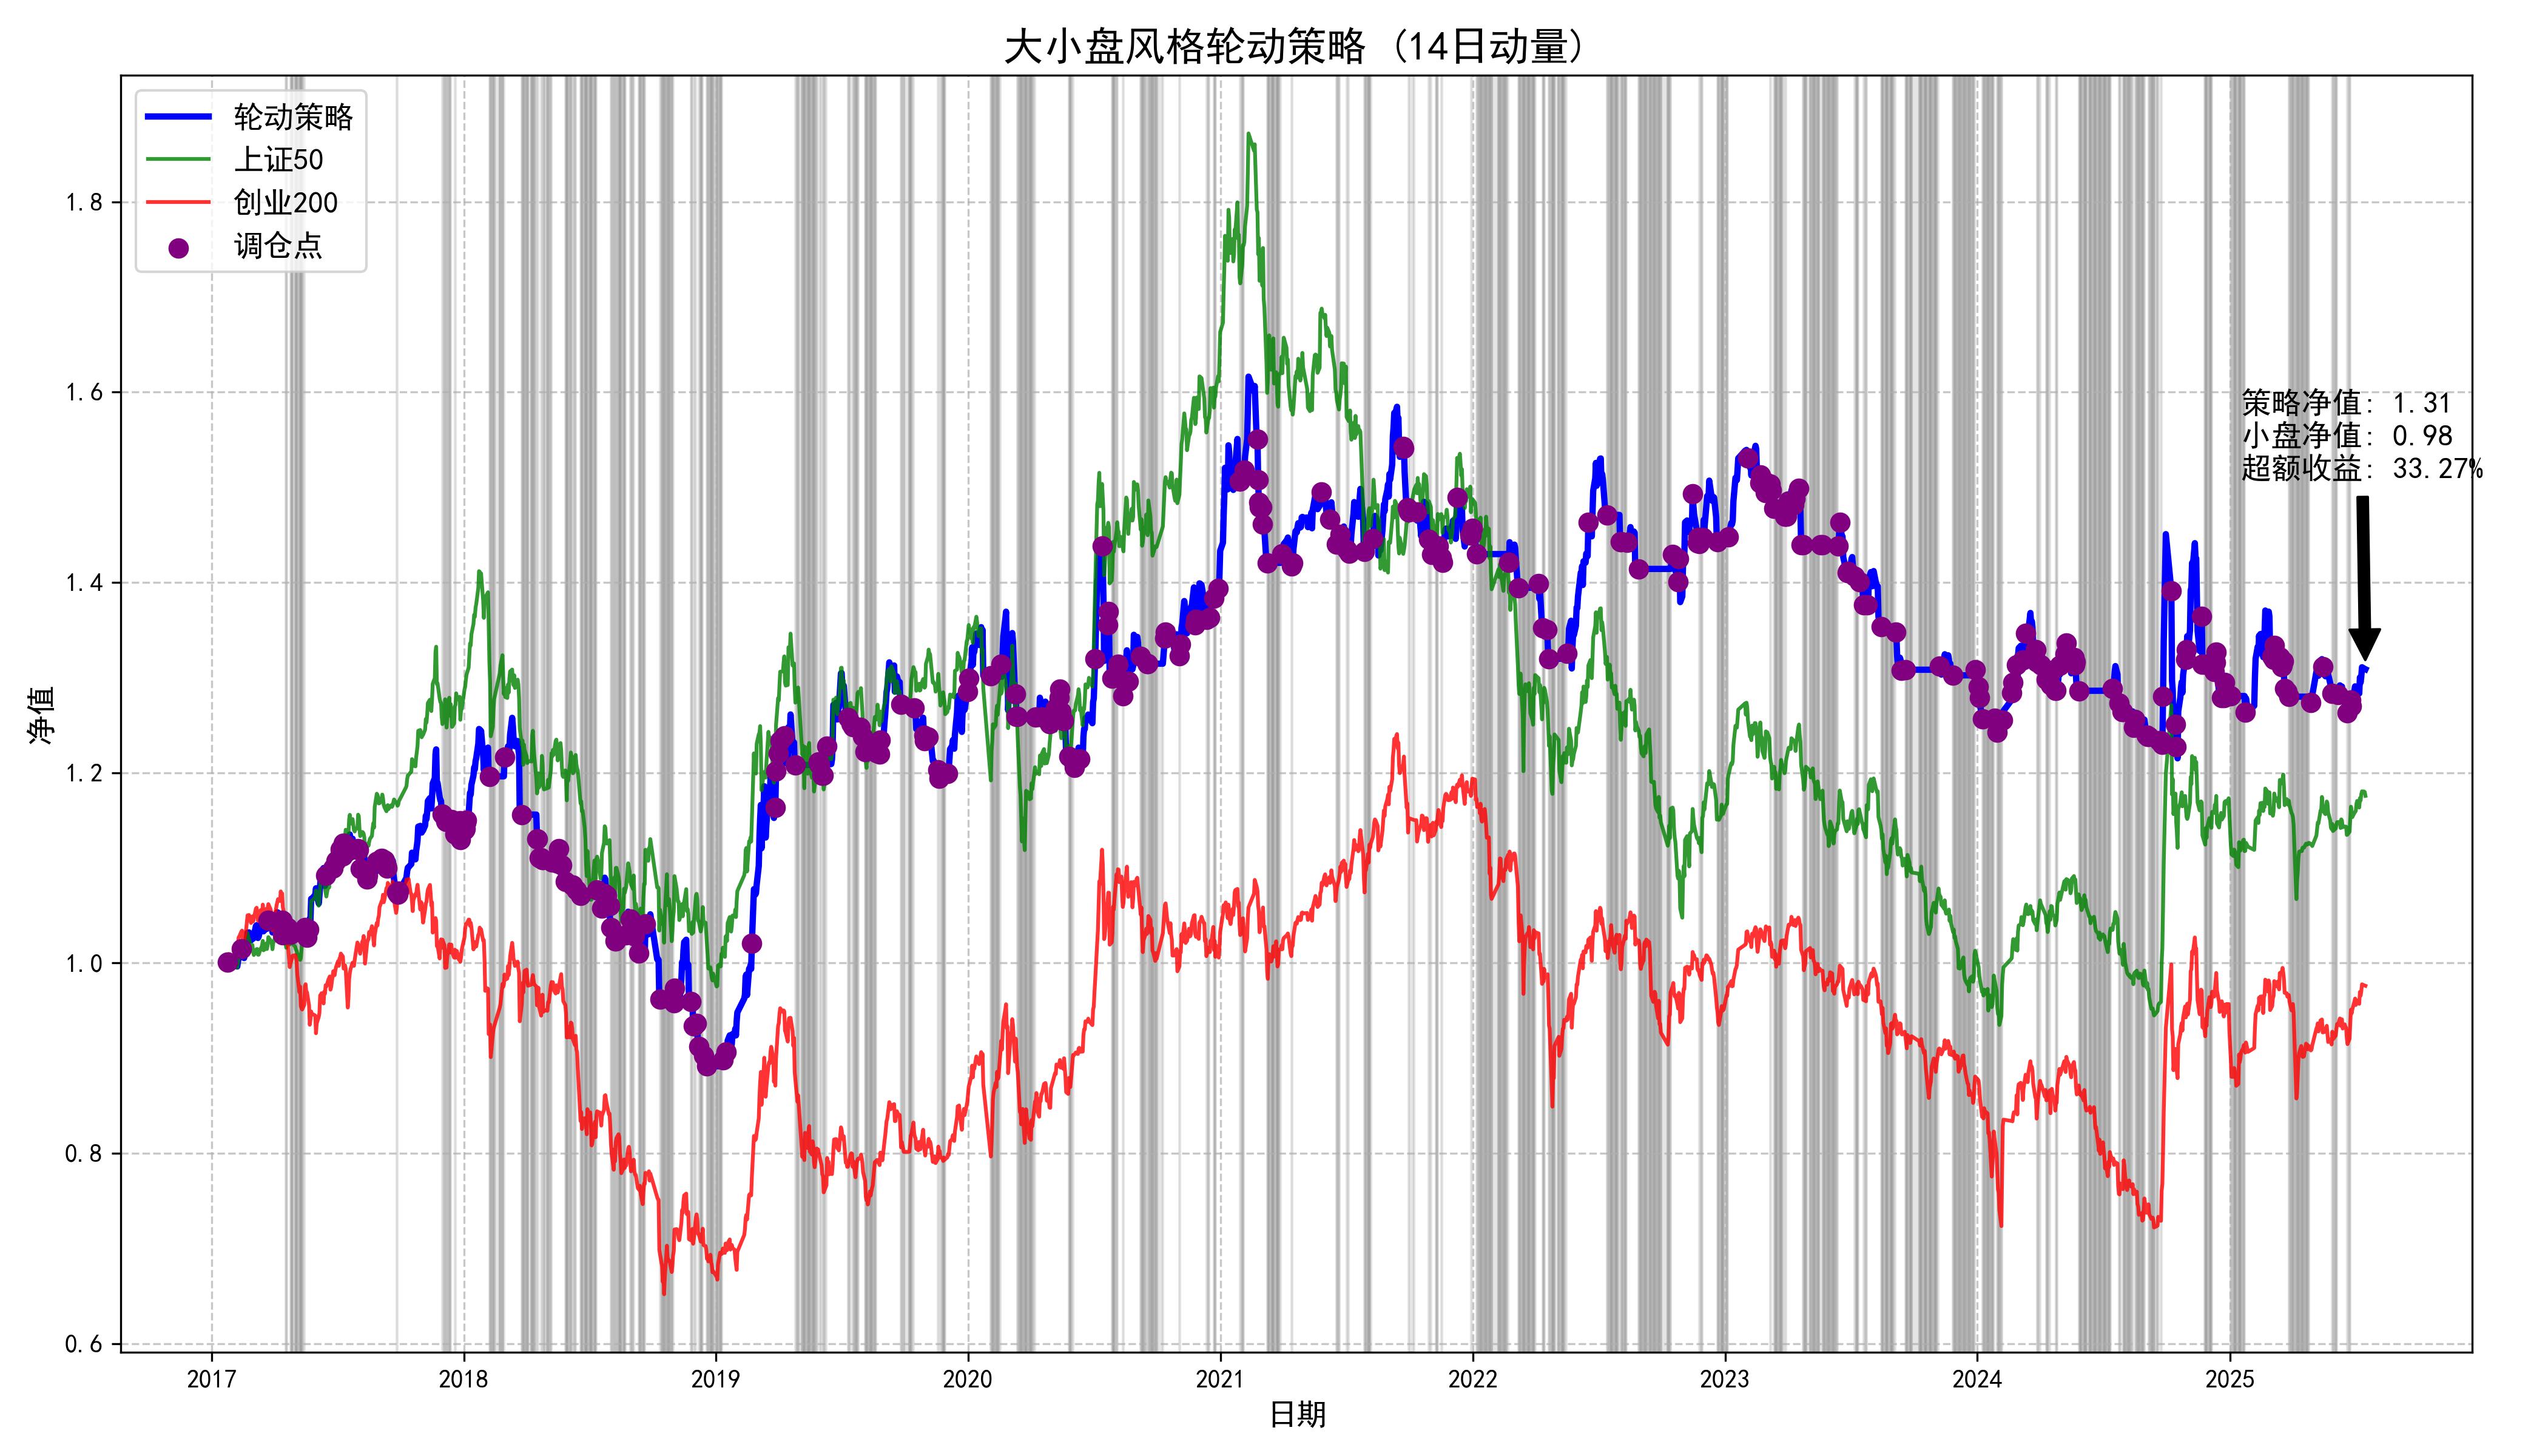 大小盘风格轮动策略 (14日动量)
轮动策略
上证50
创业200
调仓点
1.8
1.6
1.4
1.2
1.0
0.8
0.6
净值
策略净值: 1.31
小盘净值: 0.98
超额收益: 33.27%
2017
2018
2019
2020
2021
2022
2023
2024
2025
日期